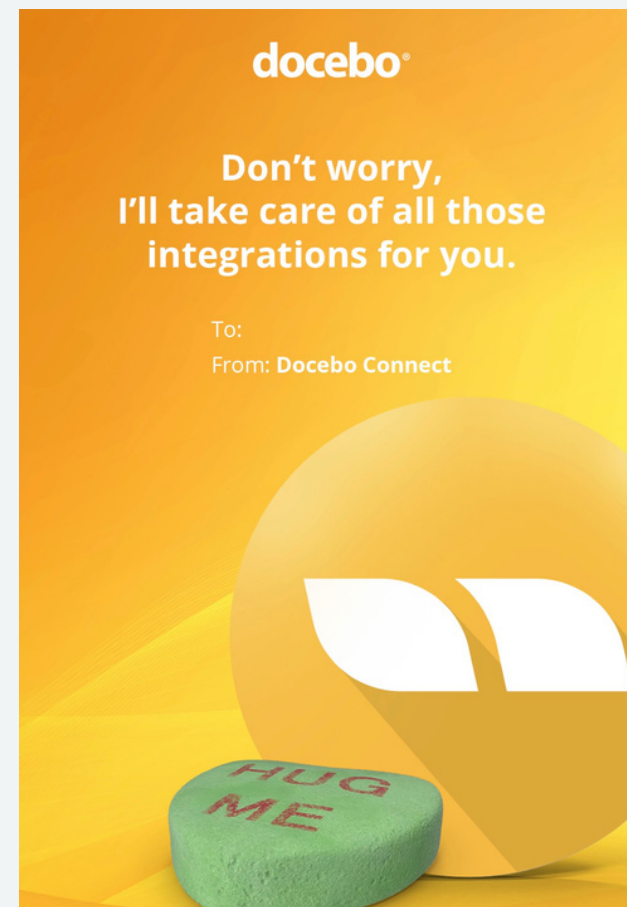 docebo®
Don’t worry,
I’ll take care of all those
integrations for you.
To:
From: Docebo Connect
HUG
ME